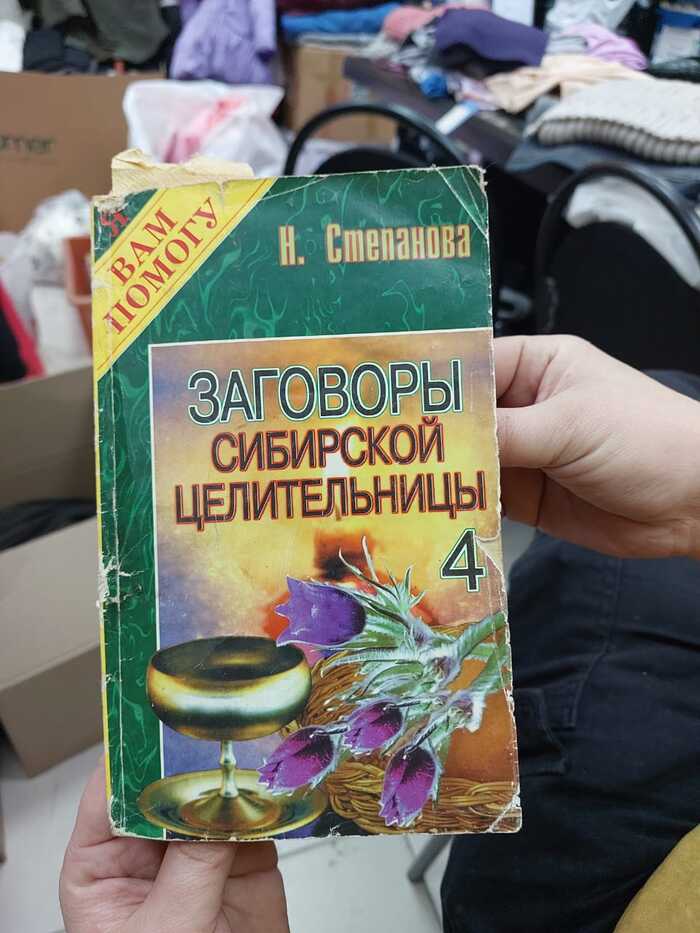 Я
ВАМ
ПОМОГУ
Н. Степанова
ЗАГОВОРЫ
СИБИРСКОЙ
ЦЕЛИТЕЛЬНИЦЫ
4